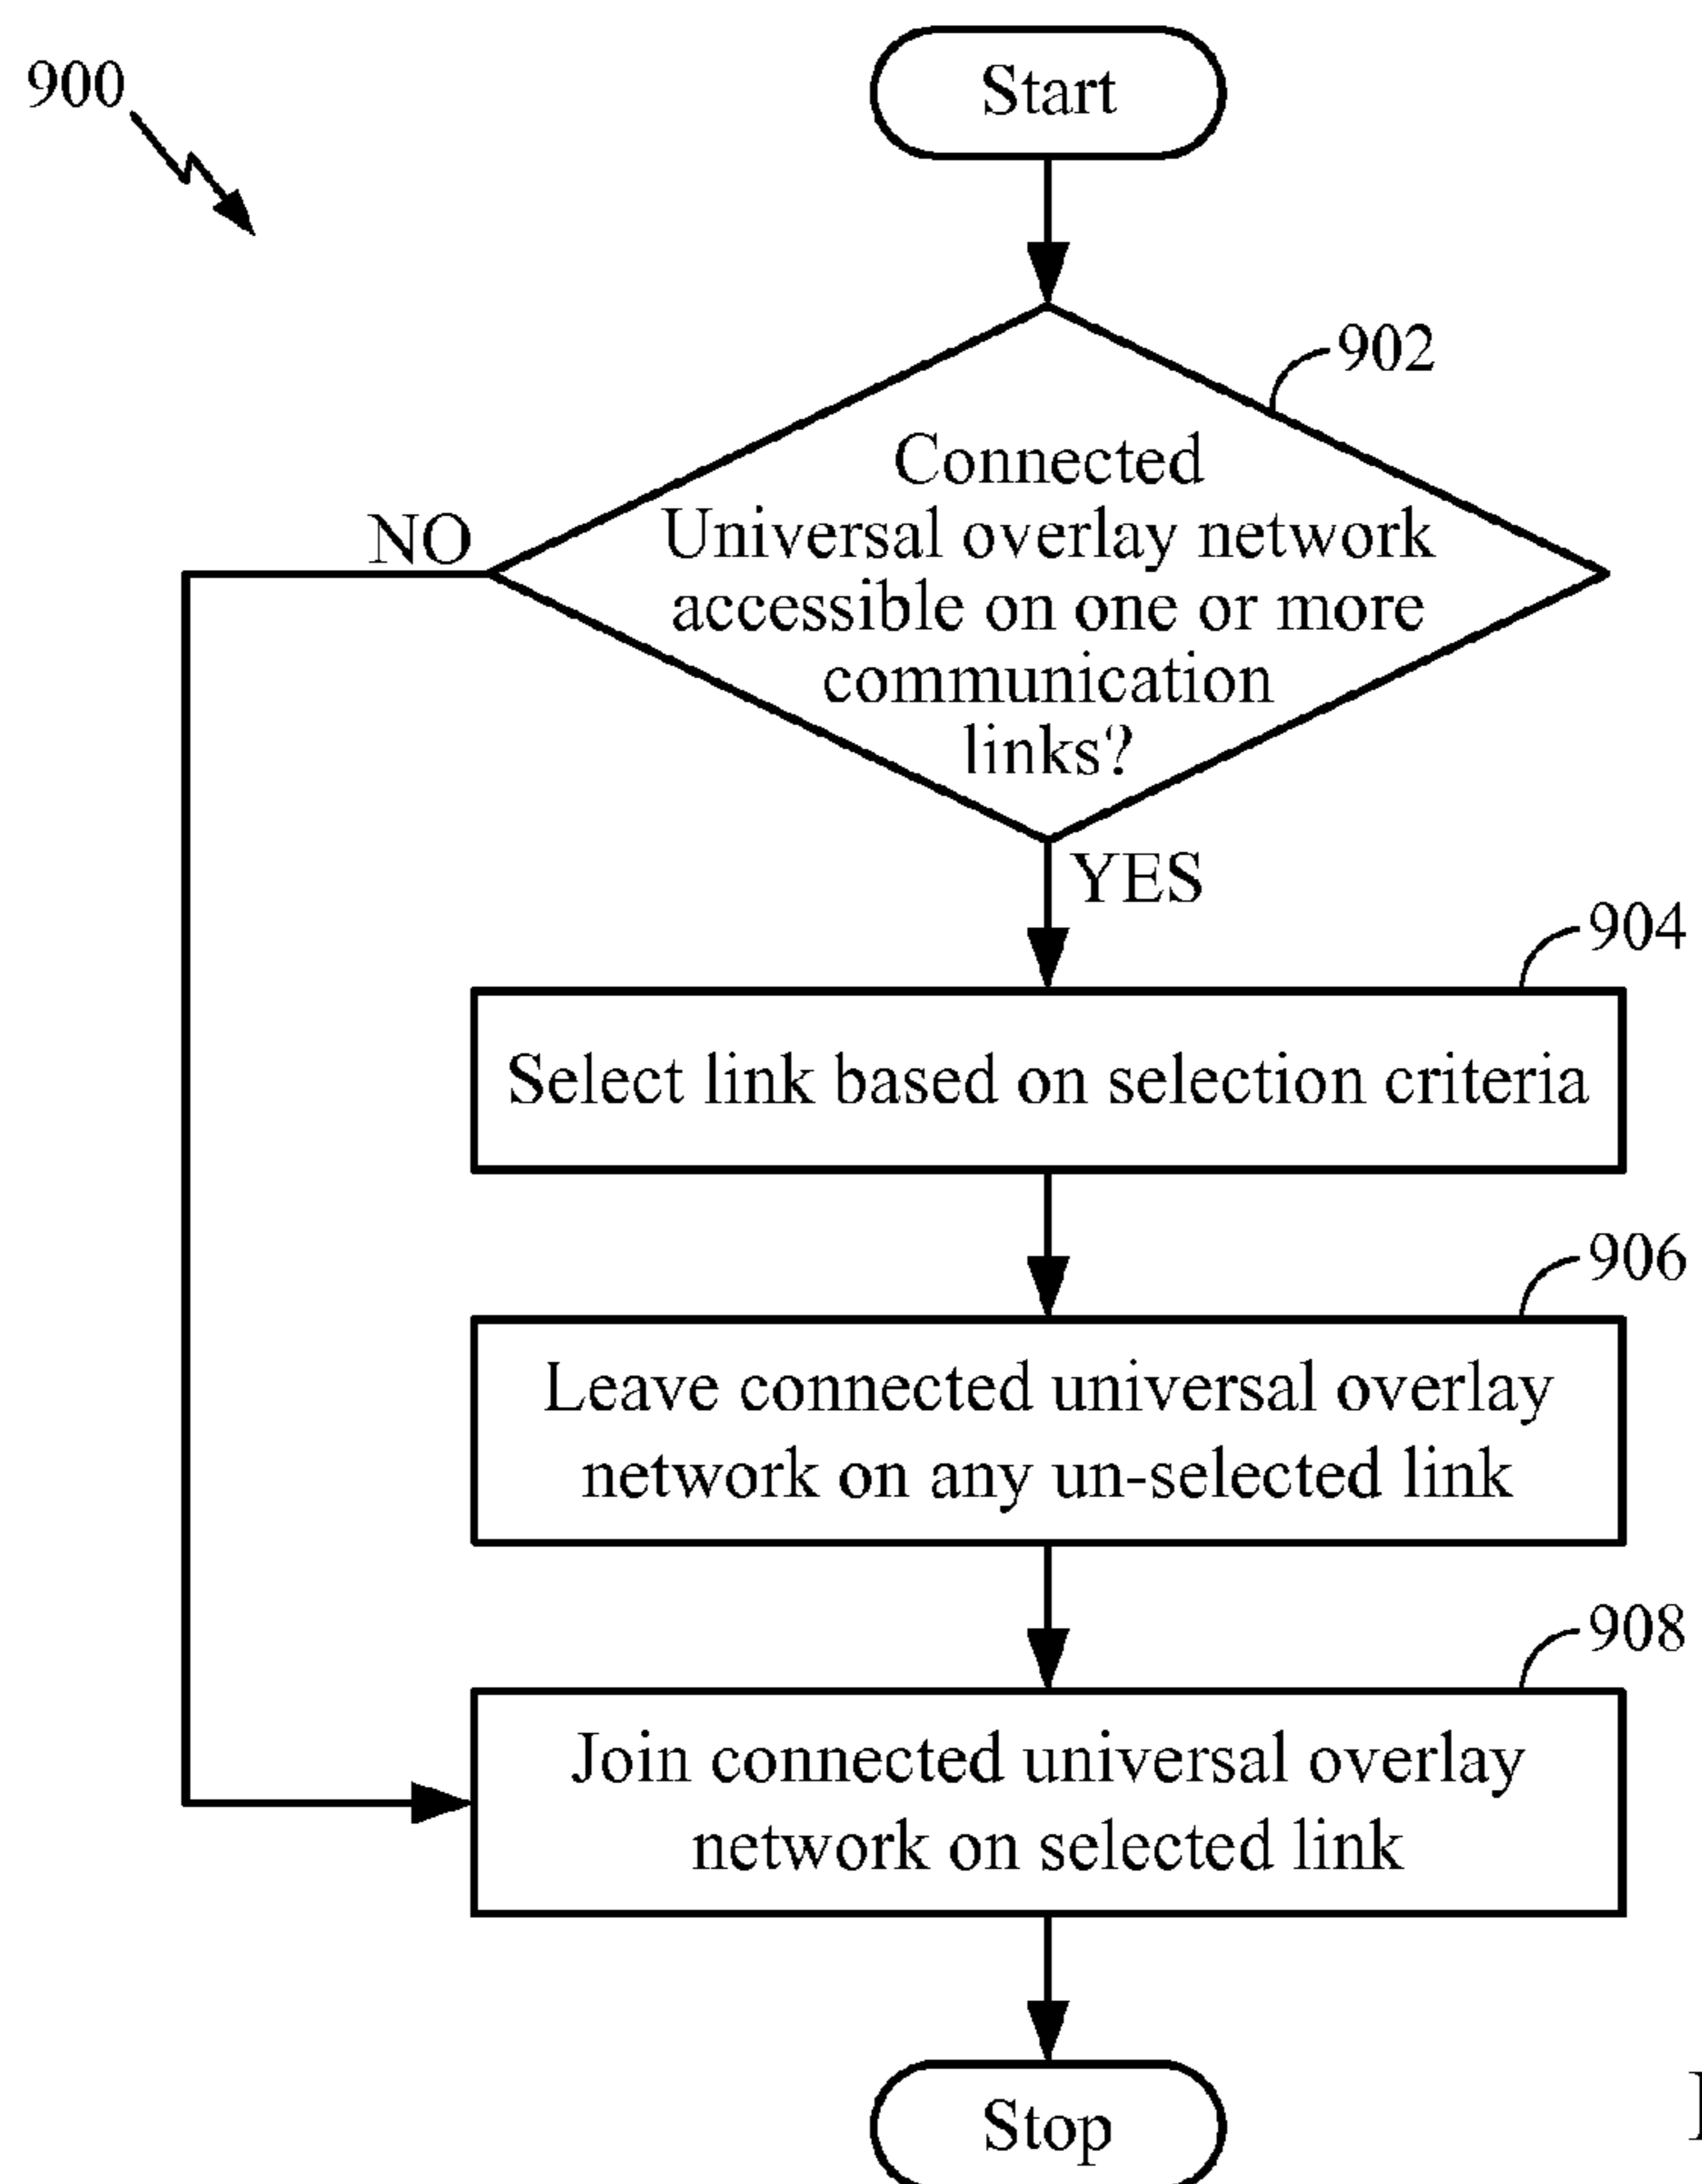 900
Start
902
Connected
Universal overlay network
accessible on one or more
communication
links?
NO
YES
904
Select link based on selection criteria
906
Leave connected universal overlay
network on any un-selected link
908
Join connected universal overlay
network on selected link
Stop